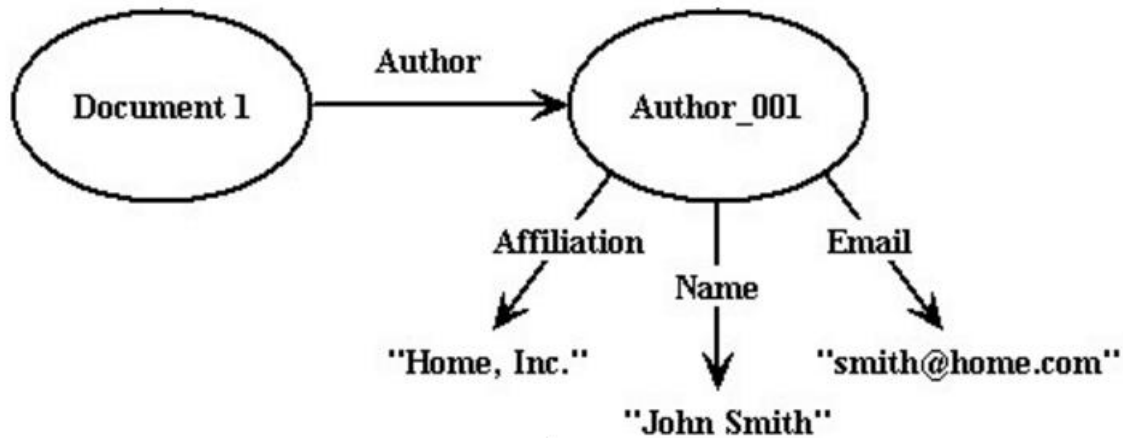 Author
Document 1
Author_001
Affiliation
Email
Name
"Home, Inc."
"smith@home.com"
"John Smith"